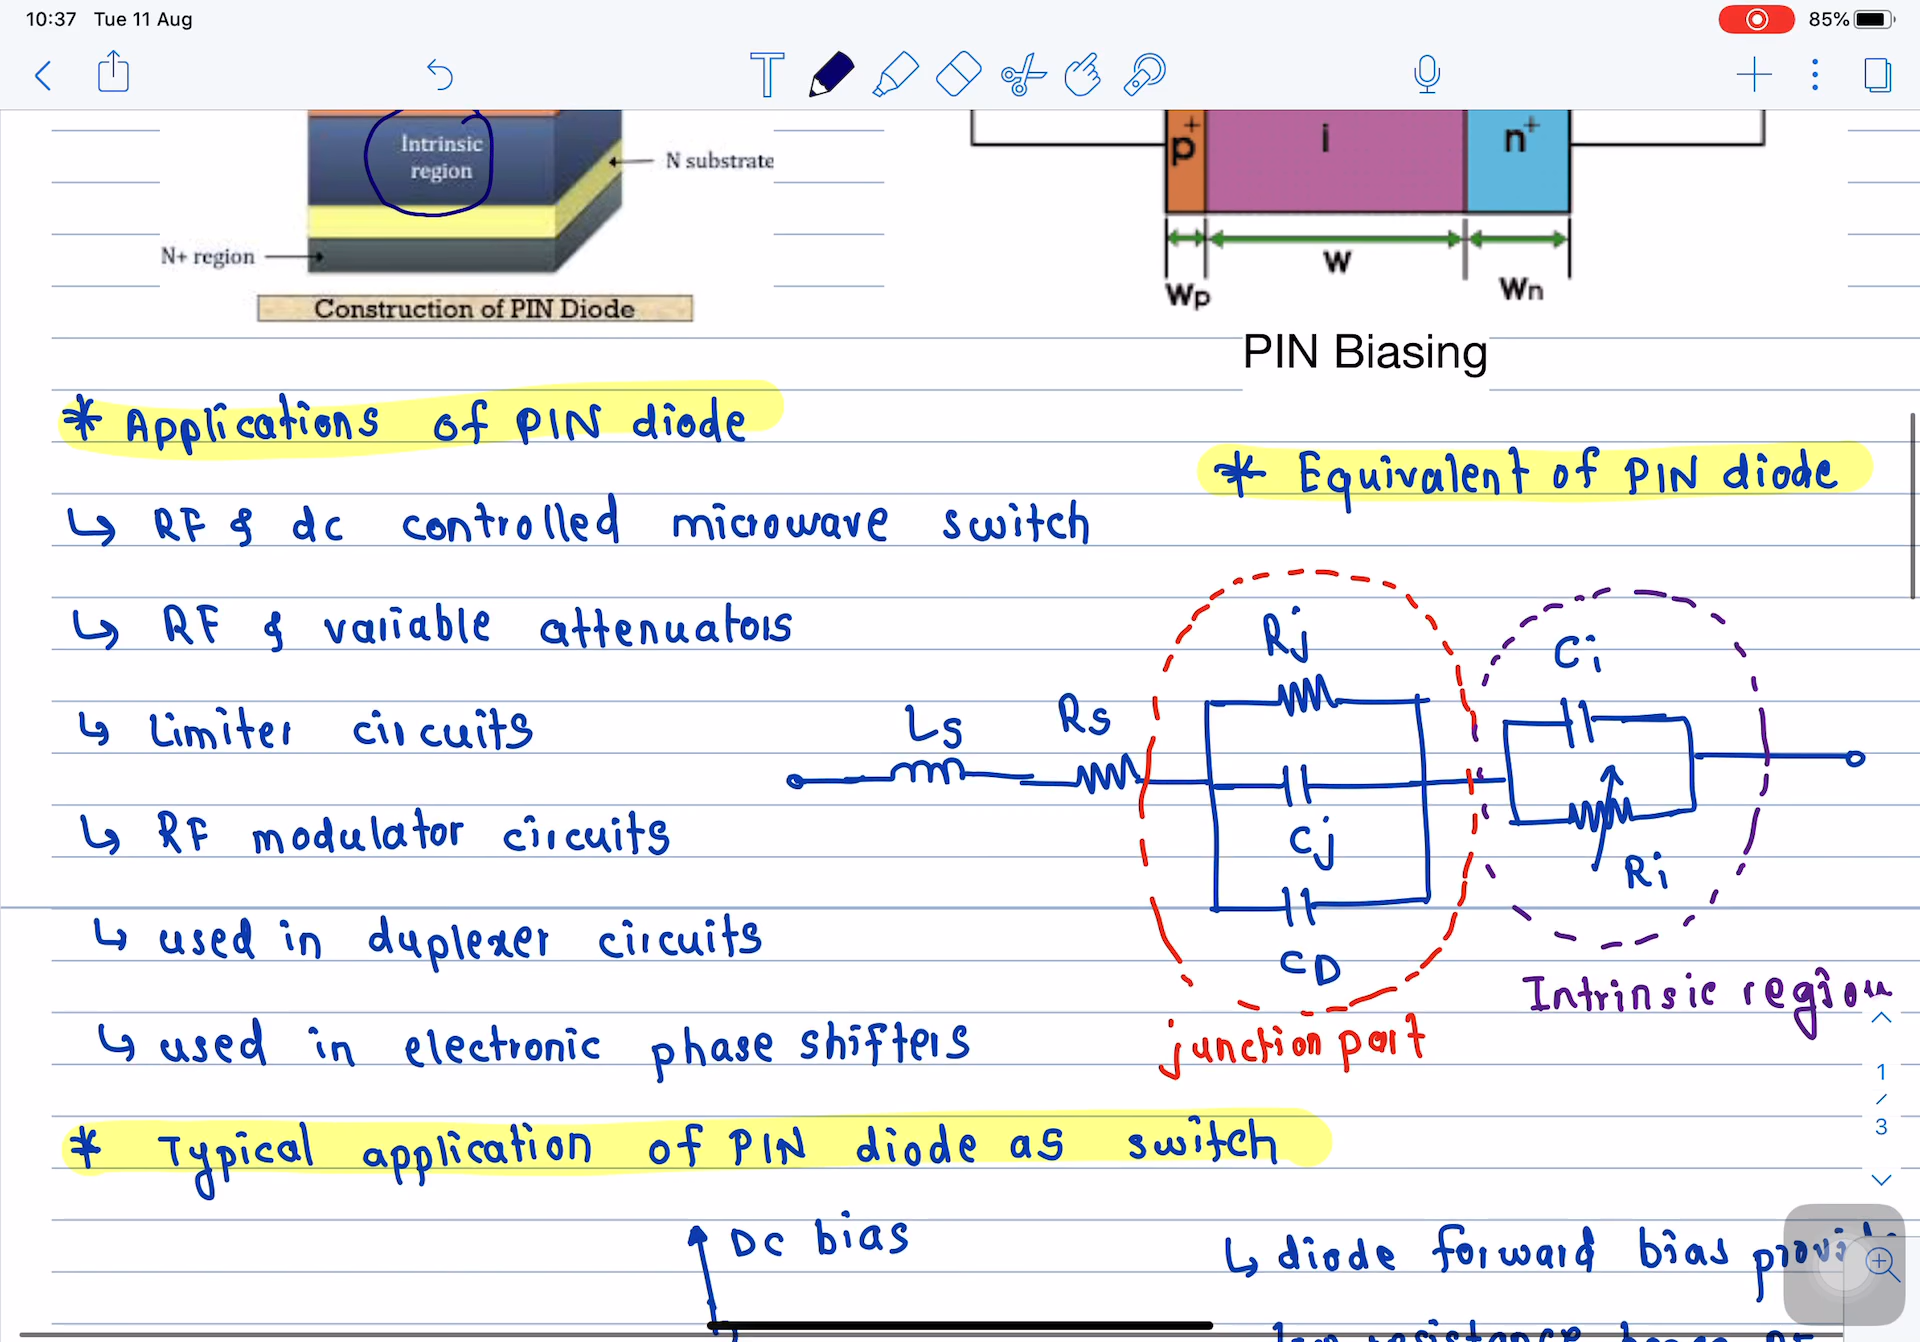 10:37 Tue 11 Aug
85%
Intrinsic
region
N substrate
N+ region
Construction of PIN Diode
p+
i
n+
Wp
W
Wn
PIN Biasing
* Applications of PIN diode
↳ RF & dc controlled microwave switch
↳ RF & variable attenuators
↳ Limiter circuits
↳ RF modulator circuits
↳ used in duplexer circuits
↳ used in electronic phase shifters
* Equivalent of PIN diode
Ls
Rs
Rj
Cj
CD
Ci
Ri
junction part
Intrinsic region
1
/
3
* Typical application of PIN diode as switch
DC bias
↳ diode forward bias